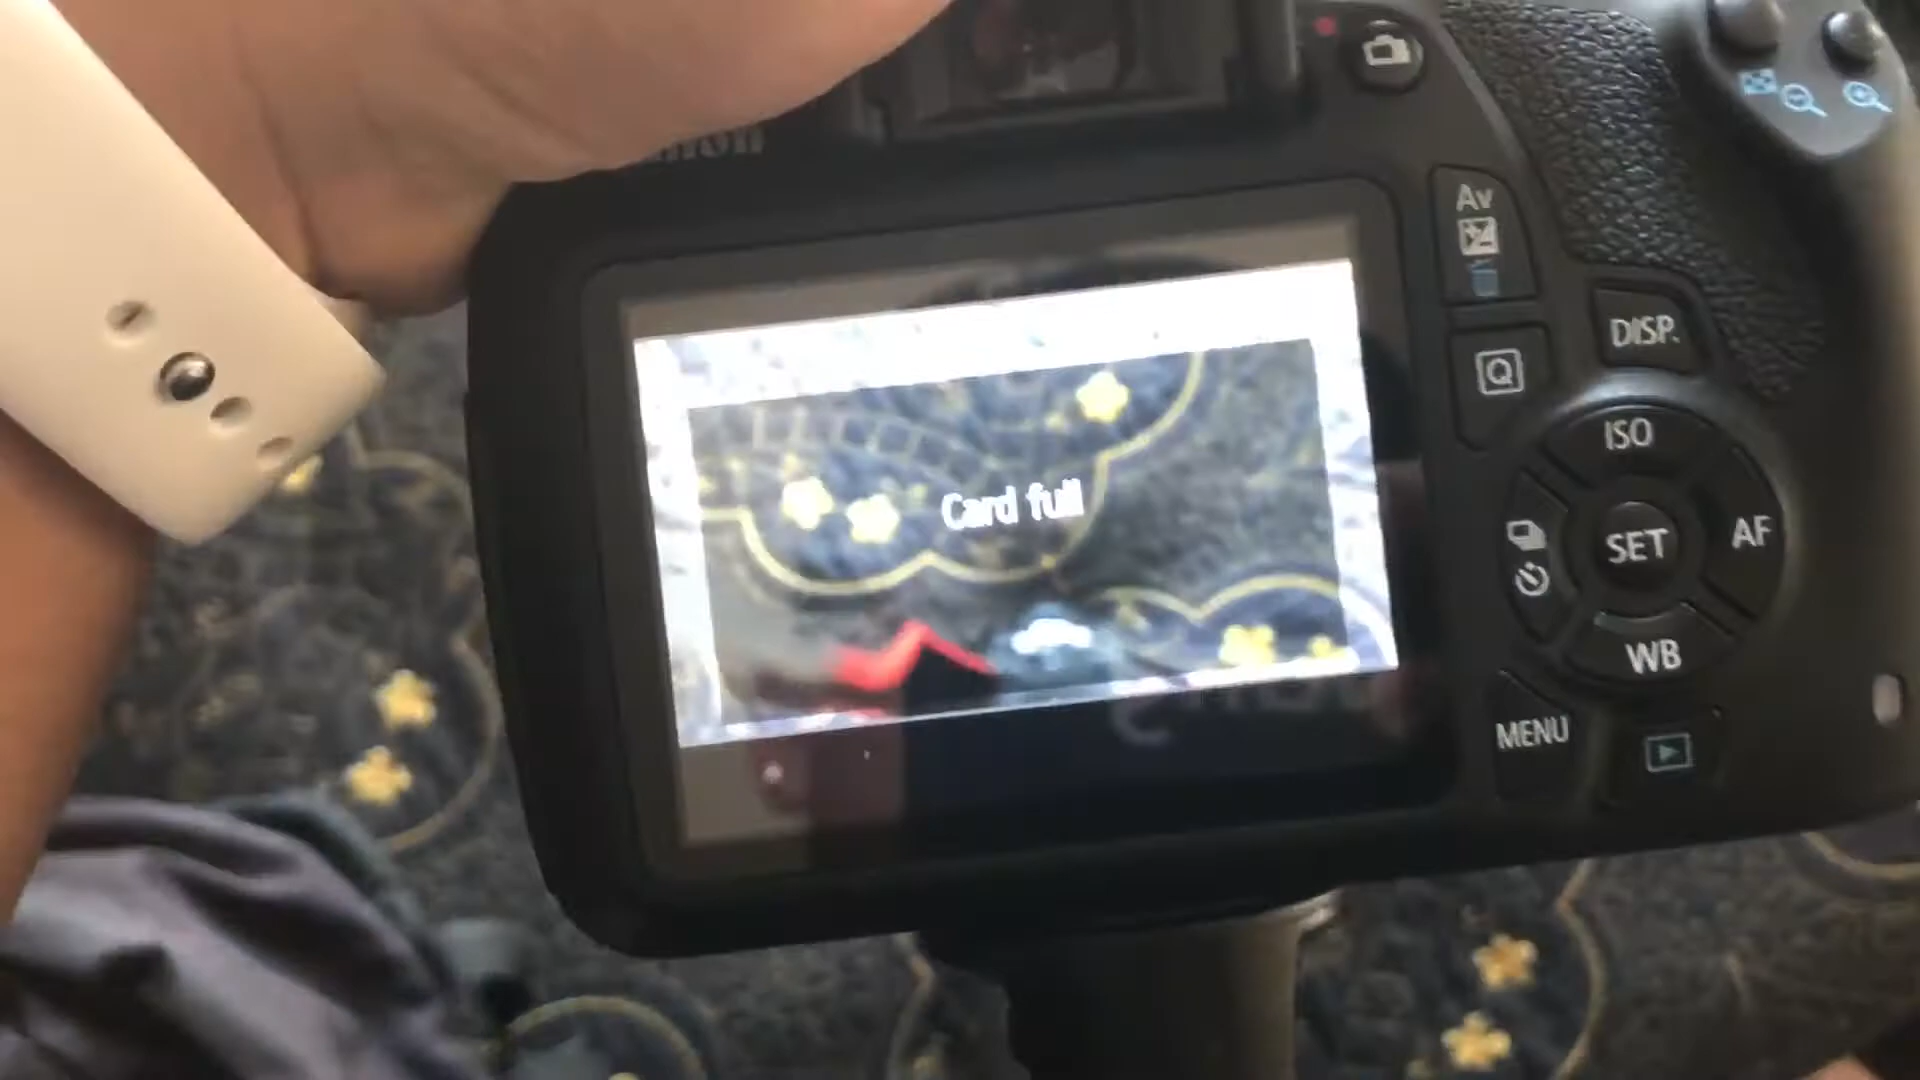 Av
DISP.
Q
ISO
Card full
SET
AF
WB
MENU